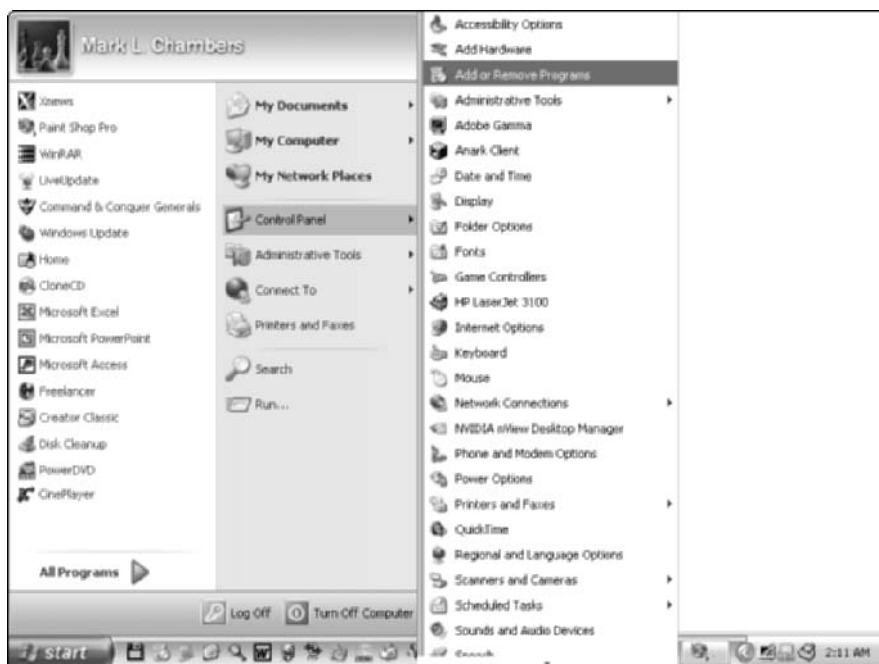 Mark L. Chambers
Xnews
Paint Shop Pro
WinRAR
LiveUpdate
Command & Conquer Generals
Windows Update
Home
CloneCD
Microsoft Excel
Microsoft PowerPoint
Microsoft Access
Freelancer
Creator Classic
Disk Cleanup
PowerDVD
CinePlayer
All Programs
My Documents
My Computer
My Network Places
Control Panel
Administrative Tools
Connect To
Printers and Faxes
Search
Run...
Log Off
Turn Off Computer
Accessibility Options
Add Hardware
Add or Remove Programs
Administrative Tools
Adobe Gamma
Anark Client
Date and Time
Display
Folder Options
Fonts
Game Controllers
HP LaserJet 3100
Internet Options
Keyboard
Mouse
Network Connections
NVIDIA nView Desktop Manager
Phone and Modem Options
Power Options
Printers and Faxes
QuickTime
Regional and Language Options
Scanners and Cameras
Scheduled Tasks
Sounds and Audio Devices
start
2:11 AM